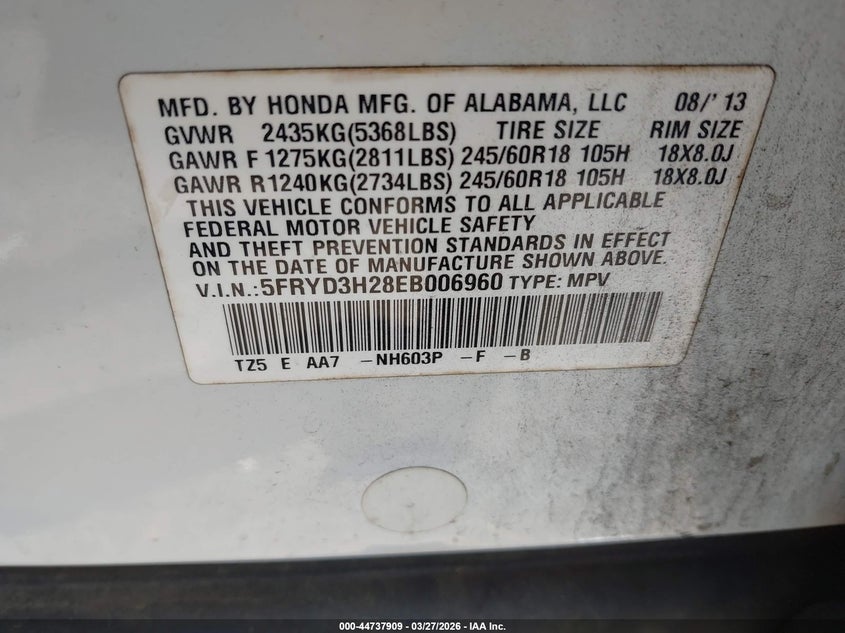 MFD. BY HONDA MFG. OF ALABAMA, LLC 08/' 13
GVWR 2435KG(5368LBS) TIRE SIZE RIM SIZE
GAWR F1275KG(2811LBS) 245/60R18 105H 18X8.0J
GAWR R1240KG(2734LBS) 245/60R18 105H 18X8.0J
THIS VEHICLE CONFORMS TO ALL APPLICABLE
FEDERAL MOTOR VEHICLE SAFETY
AND THEFT PREVENTION STANDARDS IN EFFECT
ON THE DATE OF MANUFACTURE SHOWN ABOVE.
V.I.N.:5FRYD3H28EB006960 TYPE: MPV
TZ5 E AA7 -NH603P -F -B
000-44737909 - 03/27/2026 - IAA Inc.